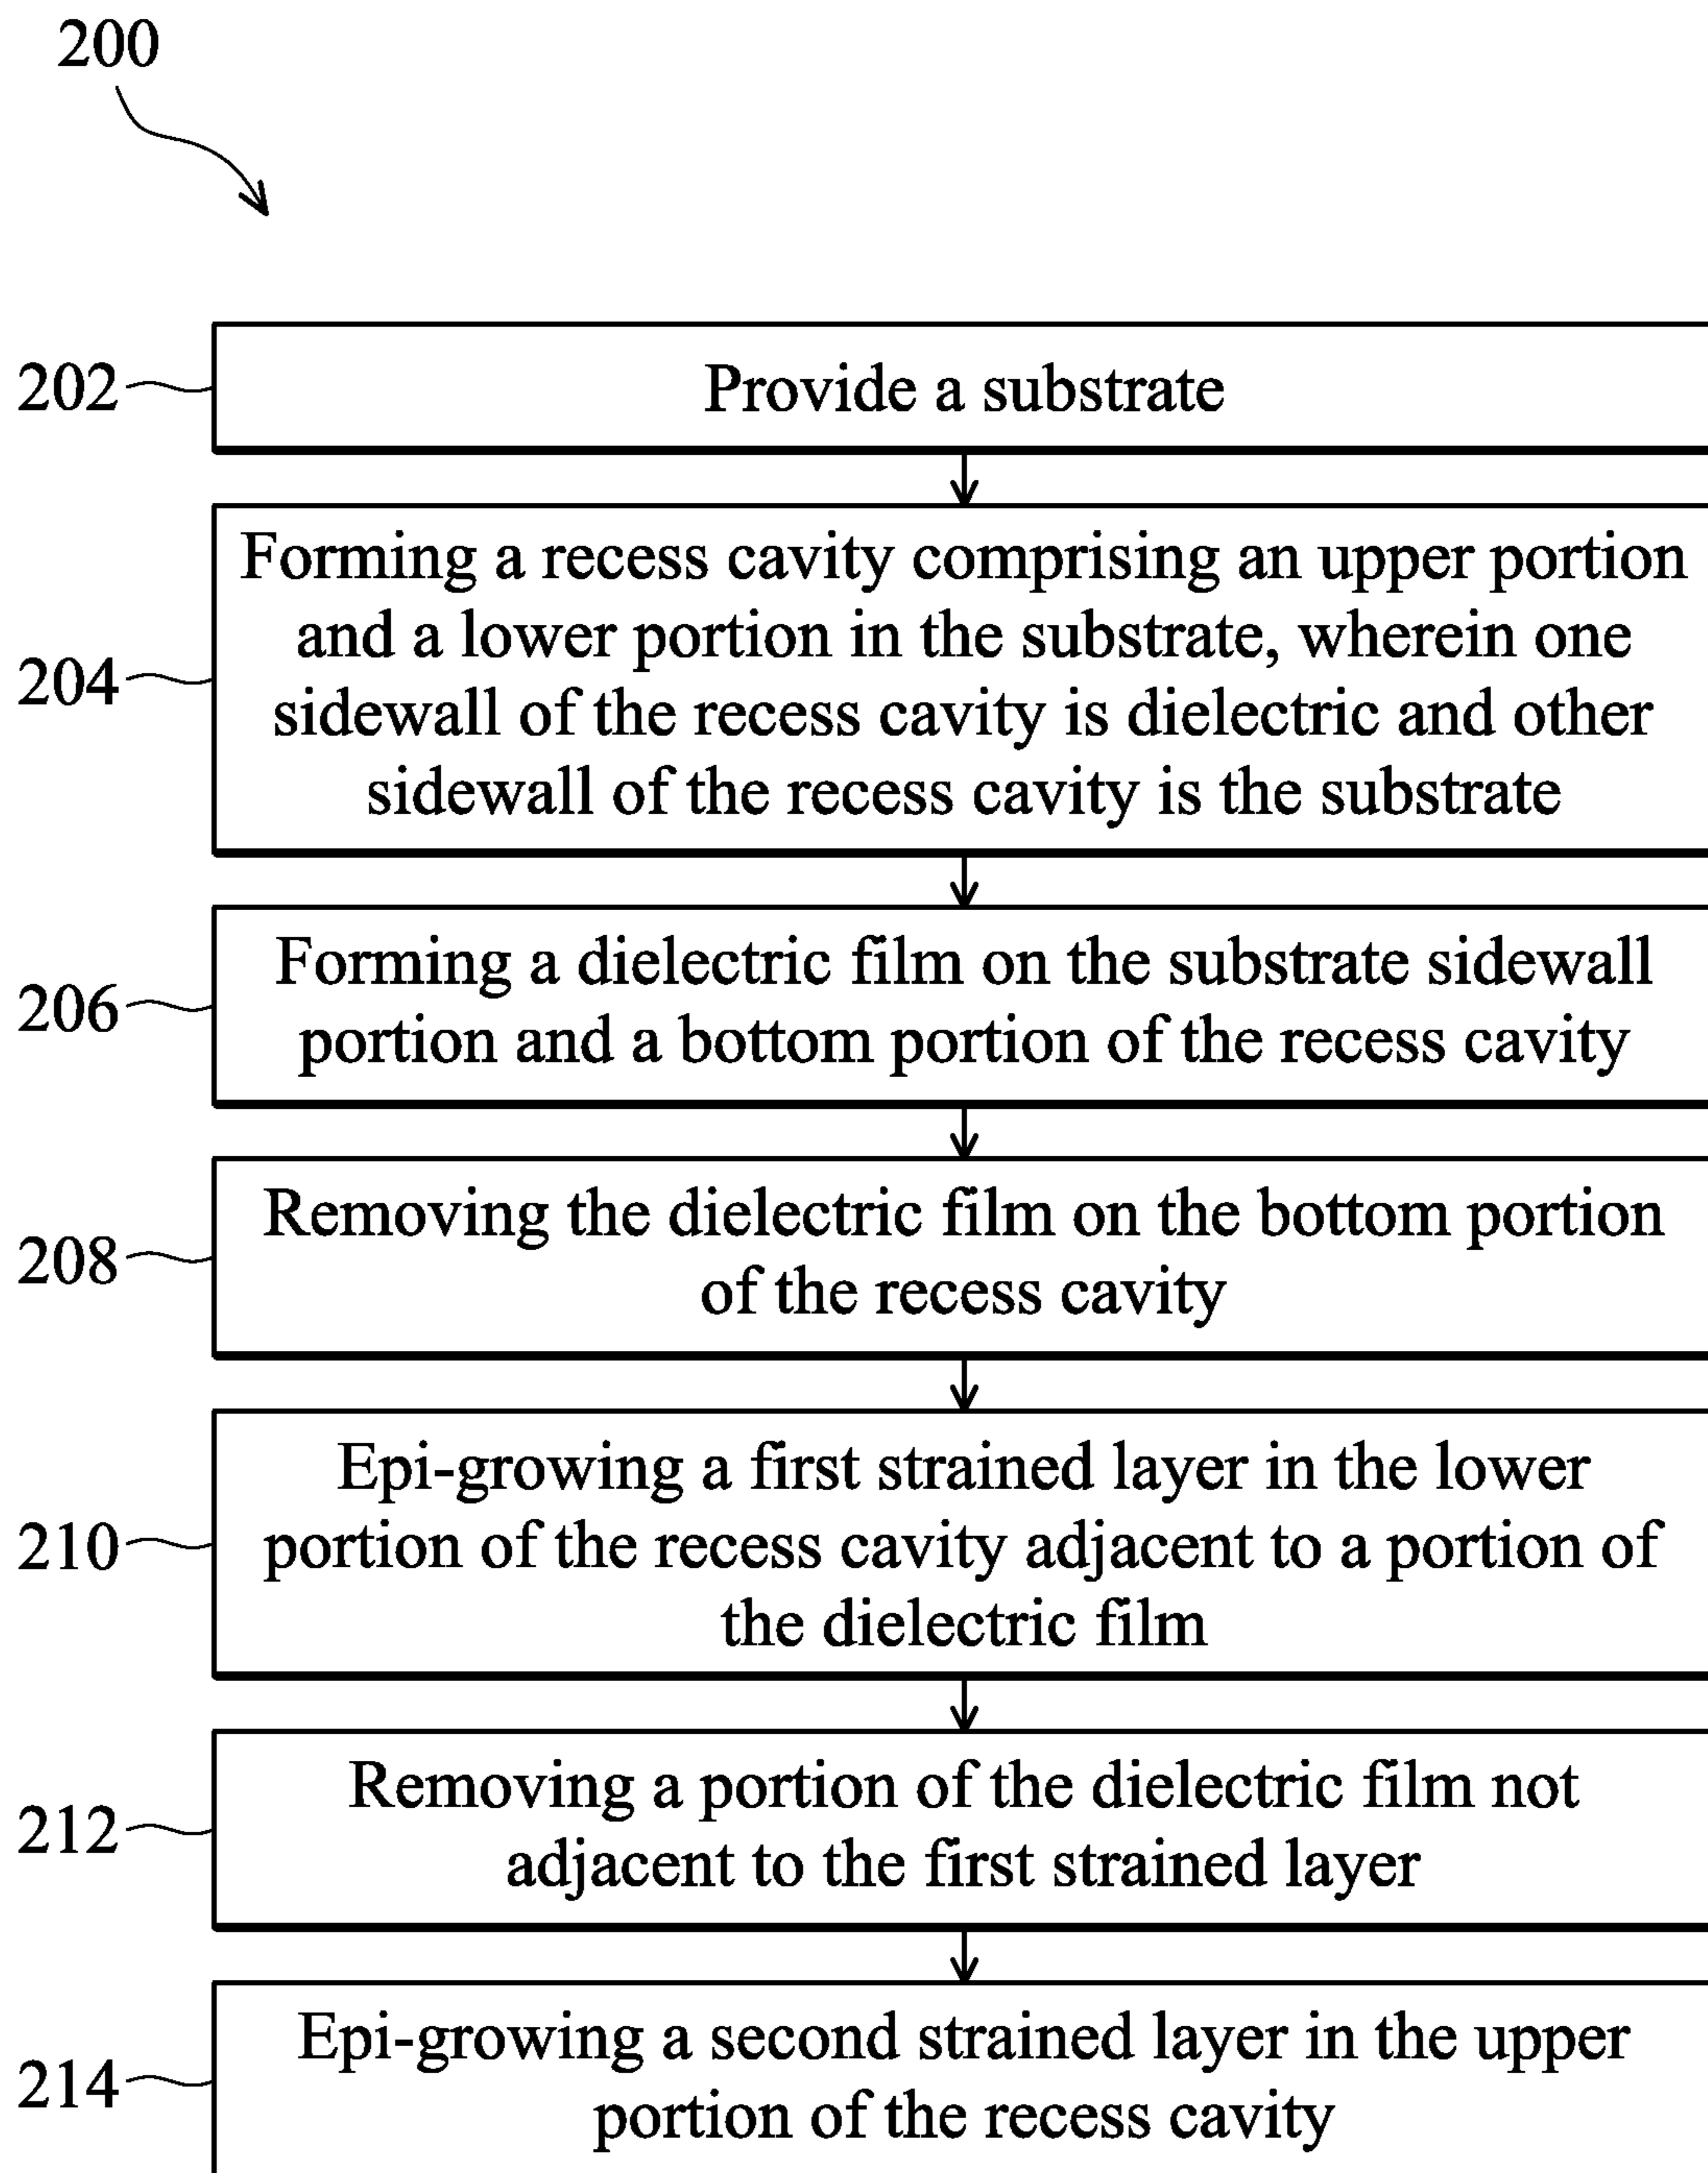 200
202
Provide a substrate
204
Forming a recess cavity comprising an upper portion
and a lower portion in the substrate, wherein one
sidewall of the recess cavity is dielectric and other
sidewall of the recess cavity is the substrate
206
Forming a dielectric film on the substrate sidewall
portion and a bottom portion of the recess cavity
208
Removing the dielectric film on the bottom portion
of the recess cavity
210
Epi-growing a first strained layer in the lower
portion of the recess cavity adjacent to a portion of
the dielectric film
212
Removing a portion of the dielectric film not
adjacent to the first strained layer
214
Epi-growing a second strained layer in the upper
portion of the recess cavity